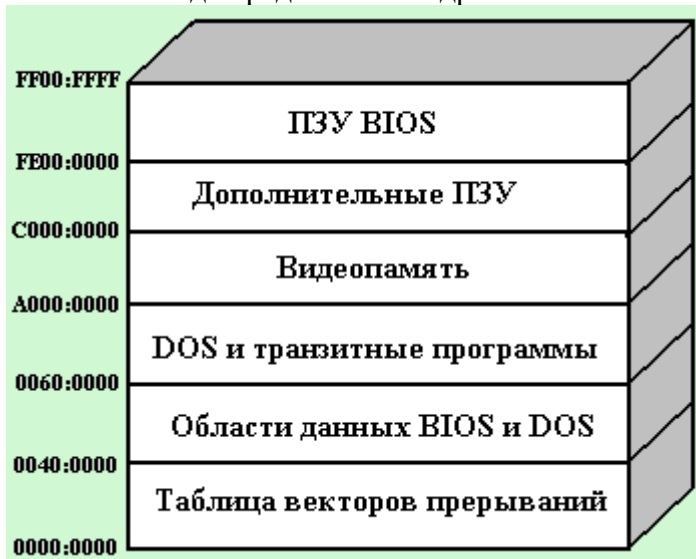 FF00:FFFF
ПЗУ BIOS
FE00:0000
Дополнительные ПЗУ
C000:0000
Видеопамять
A000:0000
DOS и транзитные программы
0060:0000
Области данных BIOS и DOS
0040:0000
Таблица векторов прерываний
0000:0000